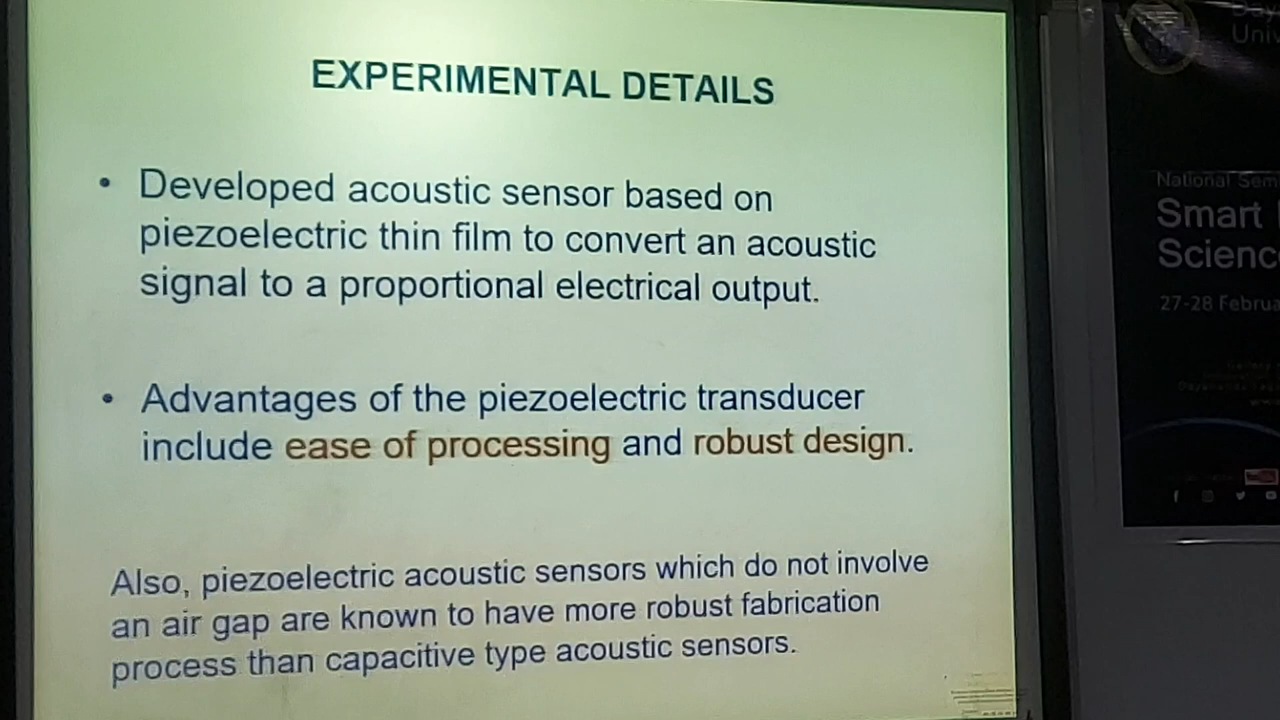 EXPERIMENTAL DETAILS
• Developed acoustic sensor based on
piezoelectric thin film to convert an acoustic
signal to a proportional electrical output.
• Advantages of the piezoelectric transducer
include ease of processing and robust design.
Also, piezoelectric acoustic sensors which do not involve
an air gap are known to have more robust fabrication
process than capacitive type acoustic sensors.
National Sem
Smart
Scienc
27-28 Februa